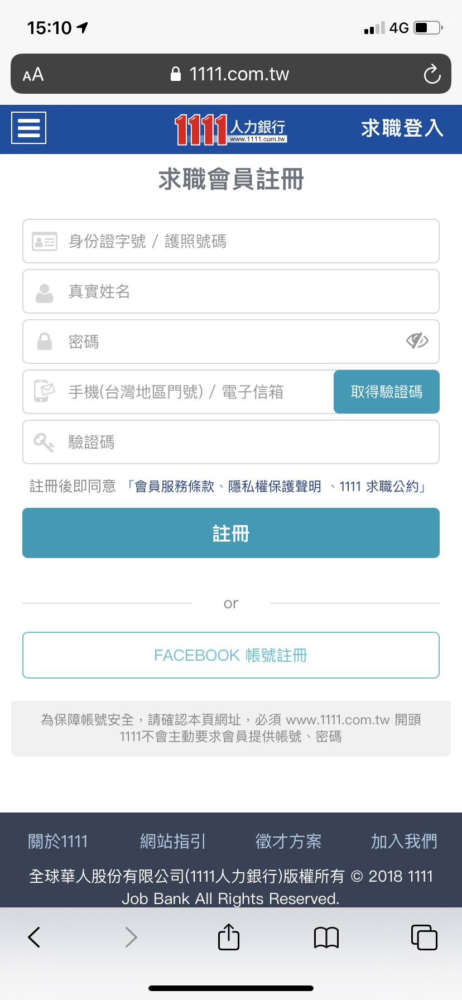 15:10
4G
AA
1111.com.tw
1111人力銀行
www.1111.com.tw
求職登入
求職會員註冊
身份證字號 / 護照號碼
真實姓名
密碼
手機(台灣地區門號) / 電子信箱
取得驗證碼
驗證碼
註冊後即同意 「會員服務條款、隱私權保護聲明 、1111 求職公約」
註冊
or
FACEBOOK 帳號註冊
為保障帳號安全，請確認本頁網址，必須 www.1111.com.tw 開頭
1111不會主動要求會員提供帳號、密碼
關於1111
網站指引
徵才方案
加入我們
全球華人股份有限公司(1111人力銀行)版權所有 © 2018 1111
Job Bank All Rights Reserved.